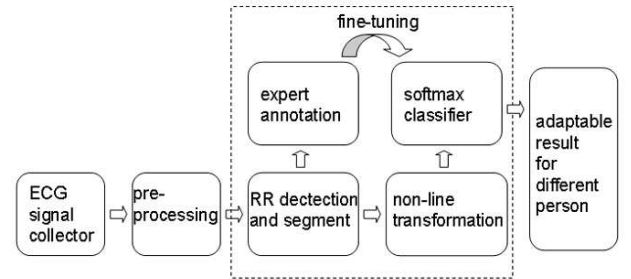 fine-tuning
expert
annotation
softmax
classifier
adaptable
result
for
different
person
ECG
signal
collector
pre-
processing
RR dectection
and segment
non-line
transformation